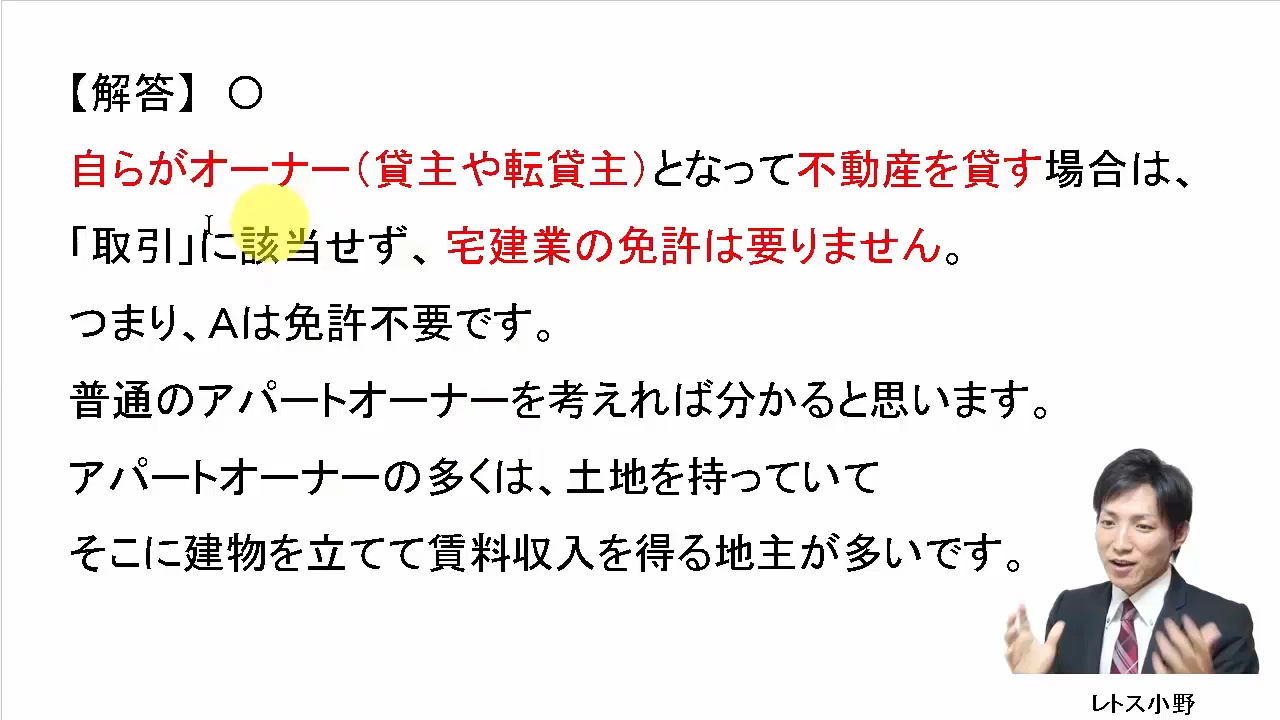 【解答】 〇
自らがオーナー（貸主や転貸主）となって不動産を貸す場合は、
「取引」に該当せず、宅建業の免許は要りません。
つまり、Aは免許不要です。
普通のアパートオーナーを考えれば分かると思います。
アパートオーナーの多くは、土地を持っていて
そこに建物を立てて賃料収入を得る地主が多いです。
レトス小野